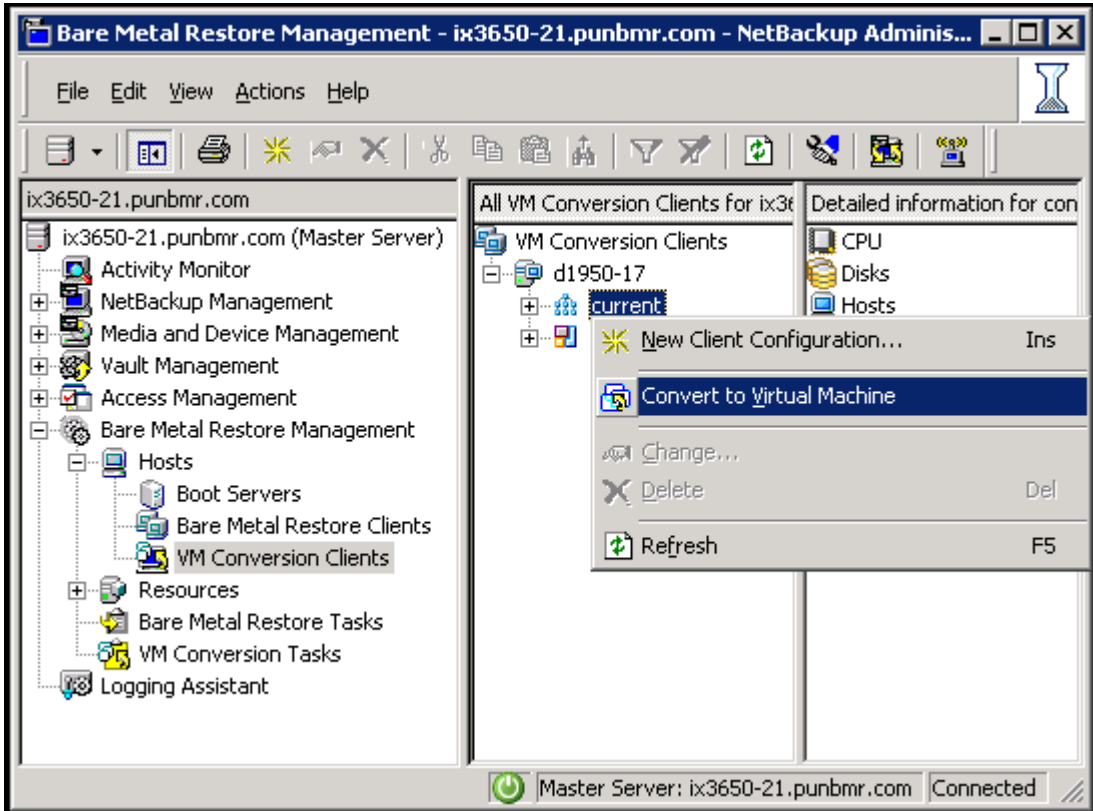 Bare Metal Restore Management - ix3650-21.punbmr.com - NetBackup Adminis...
File Edit View Actions Help
ix3650-21.punbmr.com
ix3650-21.punbmr.com (Master Server)
Activity Monitor
NetBackup Management
Media and Device Management
Vault Management
Access Management
Bare Metal Restore Management
Hosts
Boot Servers
Bare Metal Restore Clients
VM Conversion Clients
Resources
Bare Metal Restore Tasks
VM Conversion Tasks
Logging Assistant
All VM Conversion Clients for ix36
VM Conversion Clients
d1950-17
current
Detailed information for con
CPU
Disks
Hosts
New Client Configuration... Ins
Convert to Virtual Machine
Change...
Delete Del
Refresh F5
Master Server: ix3650-21.punbmr.com Connected